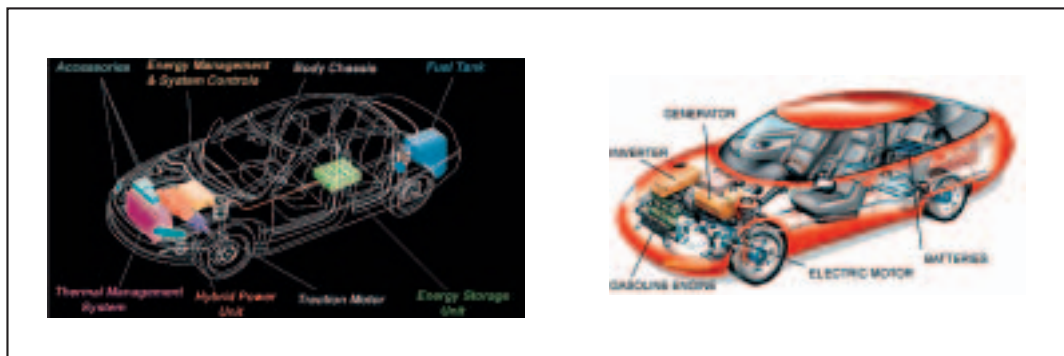 Accessories
Energy Management
& System Controls
Body Chassis
Fuel Tank
Thermal Management
System
Hybrid Power
Unit
Traction Motor
Energy Storage
Unit
GENERATOR
INVERTER
BATTERIES
ELECTRIC MOTOR
GASOLINE ENGINE